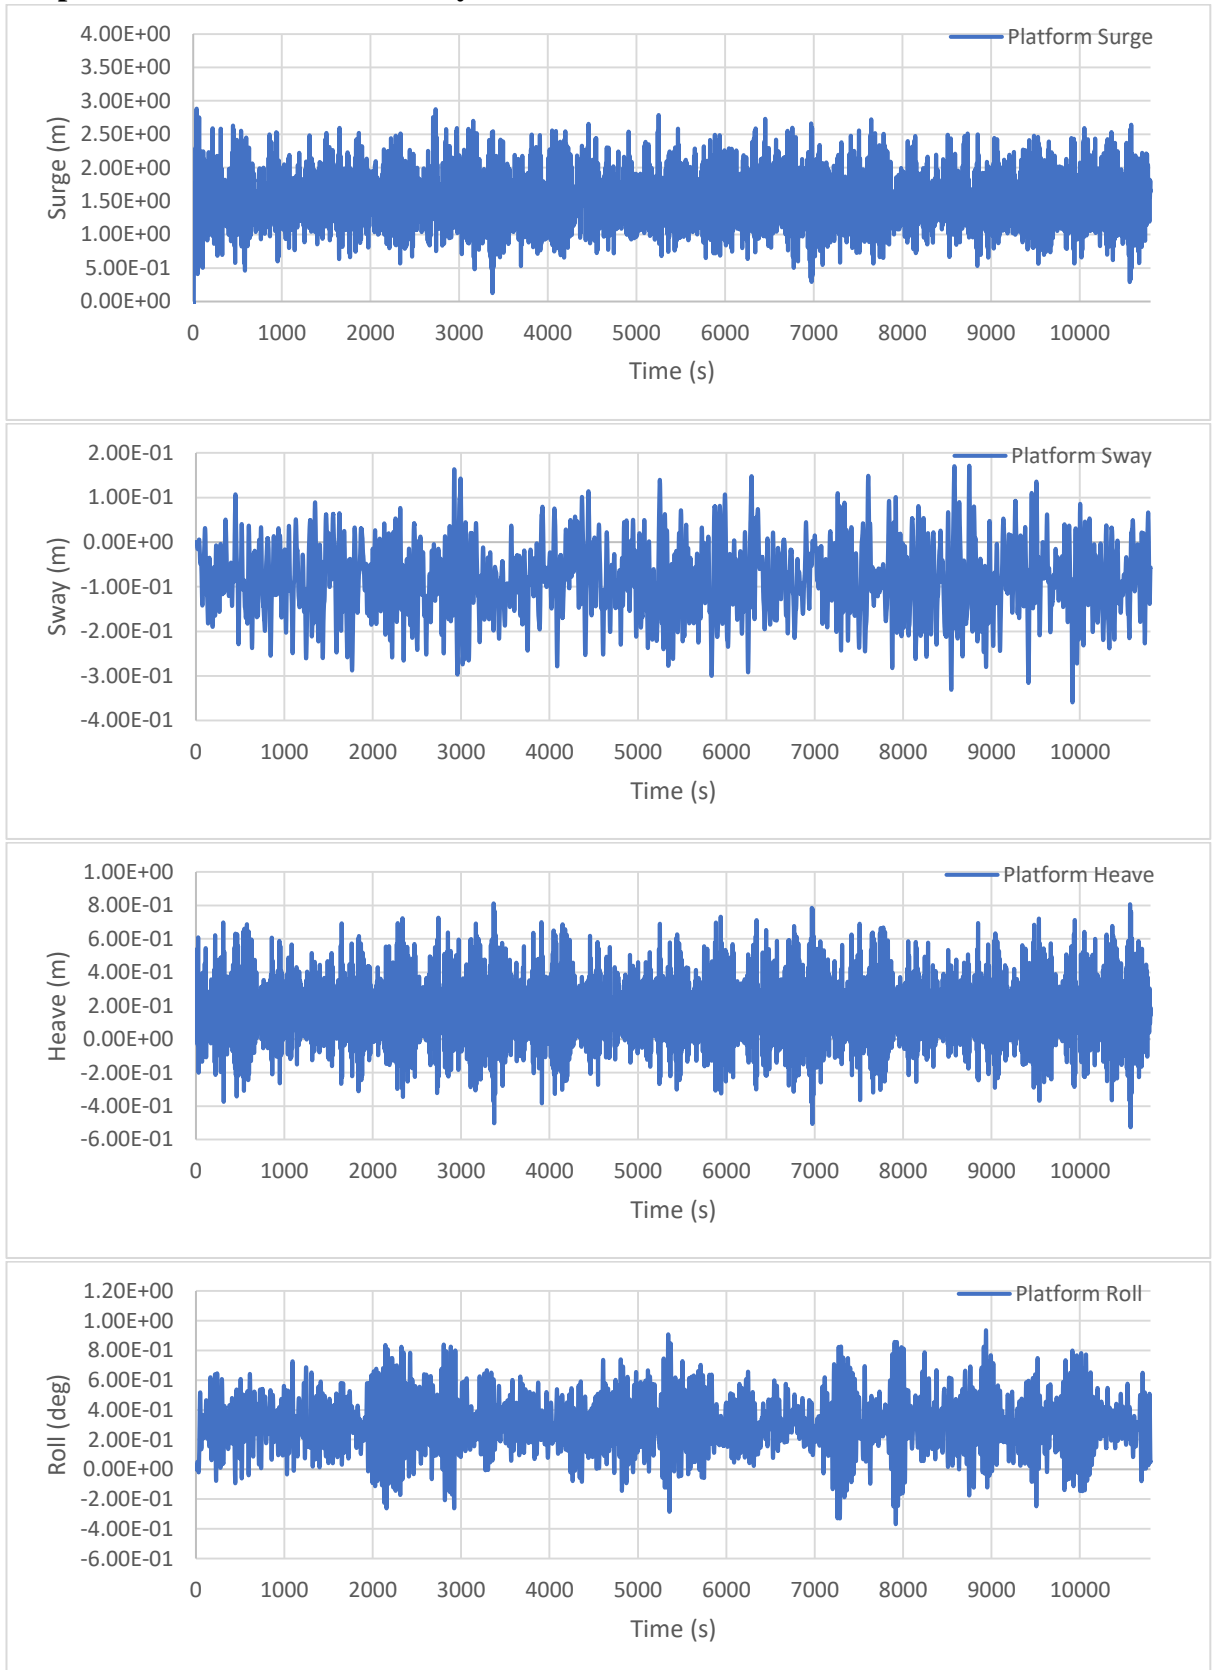 4.00E+00
Platform Surge
3.50E+00
3.00E+00
2.50E+00
2.00E+00
1.50E+00
1.00E+00
5.00E-01
0.00E+00
Surge (m)
0 1000 2000 3000 4000 5000 6000 7000 8000 9000 10000
Time (s)
2.00E-01
Platform Sway
1.00E-01
0.00E+00
-1.00E-01
-2.00E-01
-3.00E-01
-4.00E-01
Sway (m)
0 1000 2000 3000 4000 5000 6000 7000 8000 9000 10000
Time (s)
1.00E+00
Platform Heave
8.00E-01
6.00E-01
4.00E-01
2.00E-01
0.00E+00
-2.00E-01
-4.00E-01
-6.00E-01
Heave (m)
0 1000 2000 3000 4000 5000 6000 7000 8000 9000 10000
Time (s)
1.20E+00
Platform Roll
1.00E+00
8.00E-01
6.00E-01
4.00E-01
2.00E-01
0.00E+00
-2.00E-01
-4.00E-01
-6.00E-01
Roll (deg)
0 1000 2000 3000 4000 5000 6000 7000 8000 9000 10000
Time (s)